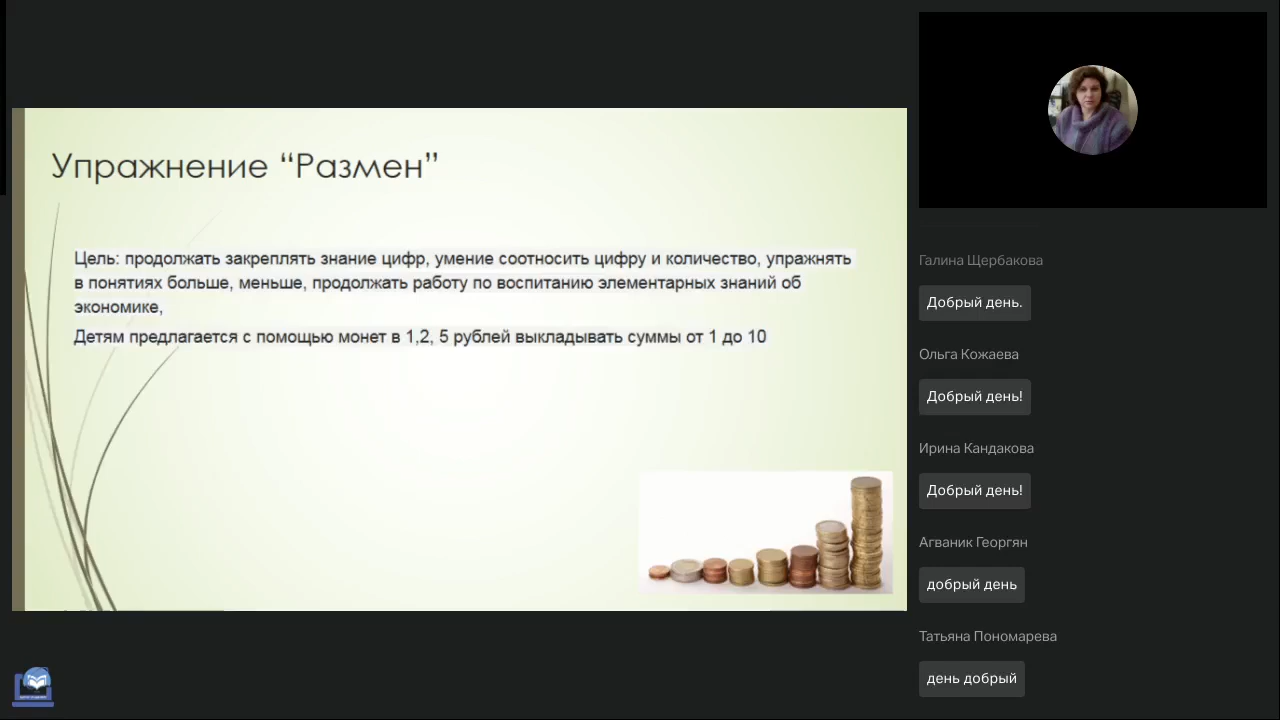 Упражнение “Размен”
Цель: продолжать закреплять знание цифр, умение соотносить цифру и количество, упражнять
в понятиях больше, меньше, продолжать работу по воспитанию элементарных знаний об
экономике,
Детям предлагается с помощью монет в 1,2, 5 рублей выкладывать суммы от 1 до 10
Галина Щербакова
Добрый день.
Ольга Кожаева
Добрый день!
Ирина Кандакова
Добрый день!
Агваник Георгян
добрый день
Татьяна Пономарева
день добрый